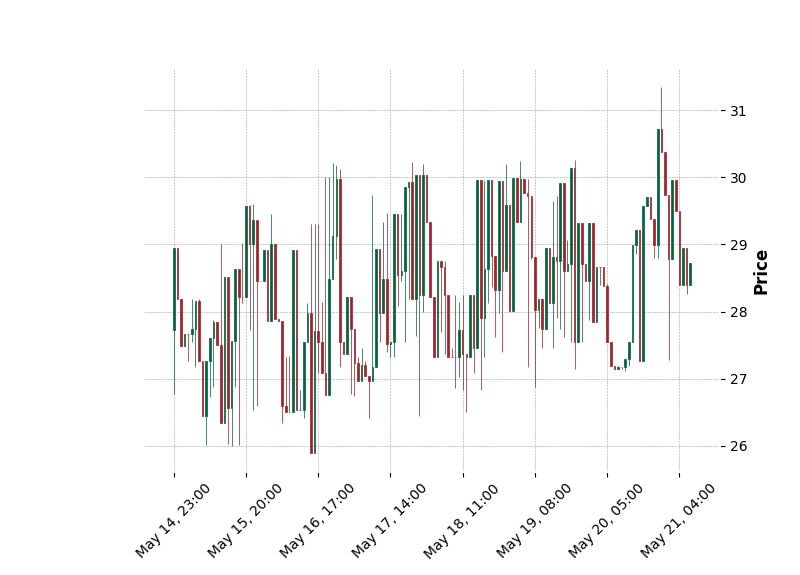 31
30
29
28
27
26
Price
May 14, 23:00
May 15, 20:00
May 16, 17:00
May 17, 14:00
May 18, 11:00
May 19, 08:00
May 20, 05:00
May 21, 04:00